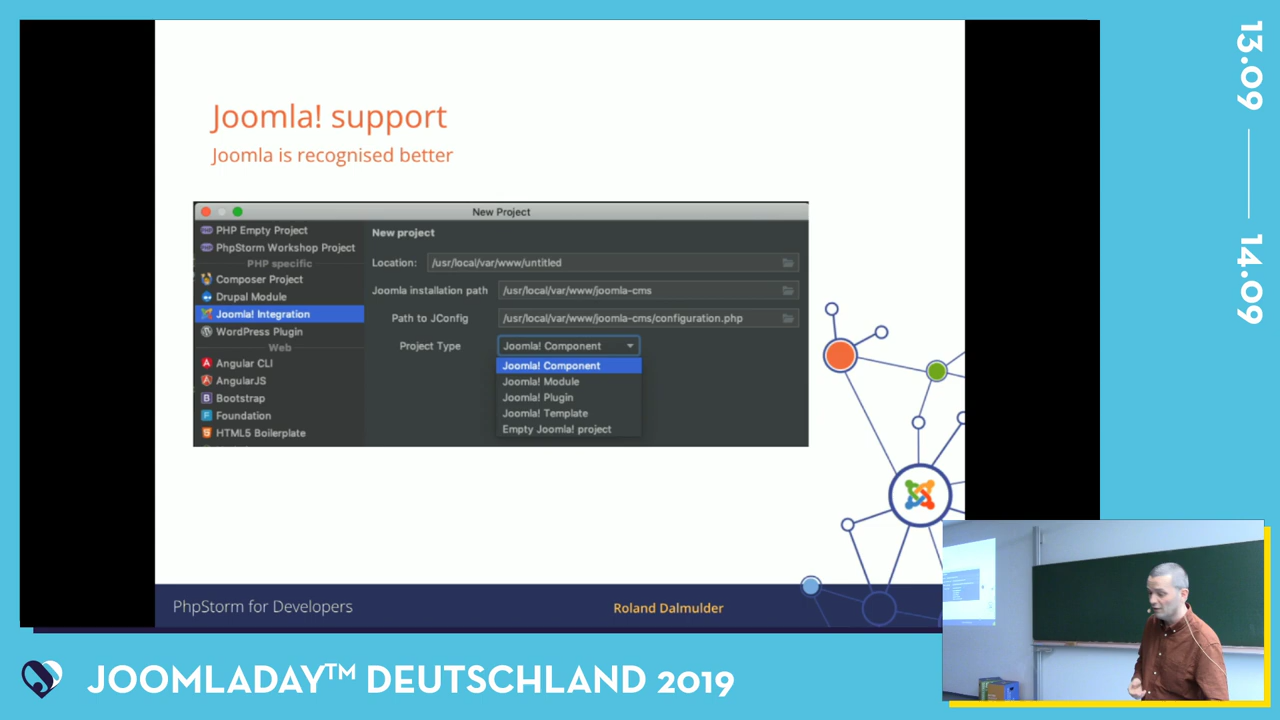 Joomla! support
Joomla is recognised better
New Project
PHP Empty Project
PhpStorm Workshop Project
PHP specific
Composer Project
Drupal Module
Joomla! Integration
WordPress Plugin
Web
Angular CLI
AngularJS
Bootstrap
Foundation
HTML5 Boilerplate
New project
Location: /usr/local/var/www/untitled
Joomla installation path /usr/local/var/www/joomla-cms
Path to JConfig /usr/local/var/www/joomla-cms/configuration.php
Project Type Joomla! Component
Joomla! Component
Joomla! Module
Joomla! Plugin
Joomla! Template
Empty Joomla! project
PhpStorm for Developers
Roland Dalmulder
13.09
14.09
JOOMLADAY™ DEUTSCHLAND 2019